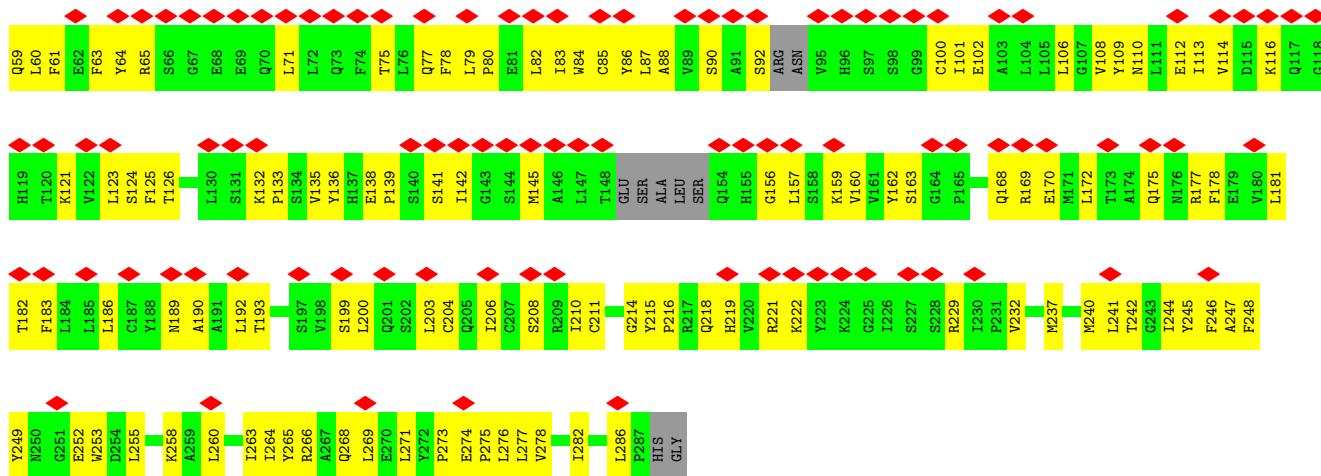 Q59 L60 F61 E62 F63 Y64 R65 S66 G67 E68 E69 Q70 L71 L72 Q73 F74 T75 L76 Q77 F78 L79 P80 E81 L82 I83 W84 C85 Y86 L87 A88 V89 S90 A91 S92 ARG ASN V95 H96 S97 S98 G99 C100 I101 E102 A103 L104 L105 L106 G107 V108 Y109 N110 L111 E112 I113 V114 D115 K116 Q117 G118
H119 T120 K121 V122 L123 S124 F125 T126 L130 S131 K132 P133 S134 V135 Y136 H137 E138 P139 S140 S141 I142 G143 S144 M145 A146 L147 T148 GLU SER ALA LEU SER Q154 H155 G156 L157 S158 K159 V160 V161 Y162 S163 G164 P165 Q168 R169 E170 M171 L172 T173 A174 Q175 N176 R177 F178 E179 V180 L181
T182 F183 L184 L185 L186 C187 Y188 N189 A190 A191 L192 T193 S197 V198 S199 L200 Q201 S202 L203 C204 Q205 I206 C207 S208 R209 I210 C211 G214 Y215 P216 R217 Q218 H219 V220 R221 K222 Y223 K224 G225 I226 S227 S228 R229 I230 P231 V232 M237 M240 L241 T242 G243 I244 Y245 F246 A247 F248
Y249 N250 G251 E252 W253 D254 L255 K258 A259 L260 I263 I264 Y265 R266 A267 Q268 L269 E270 L271 Y272 P273 E274 P275 L276 L277 V278 I282 L286 P287 HIS GLY